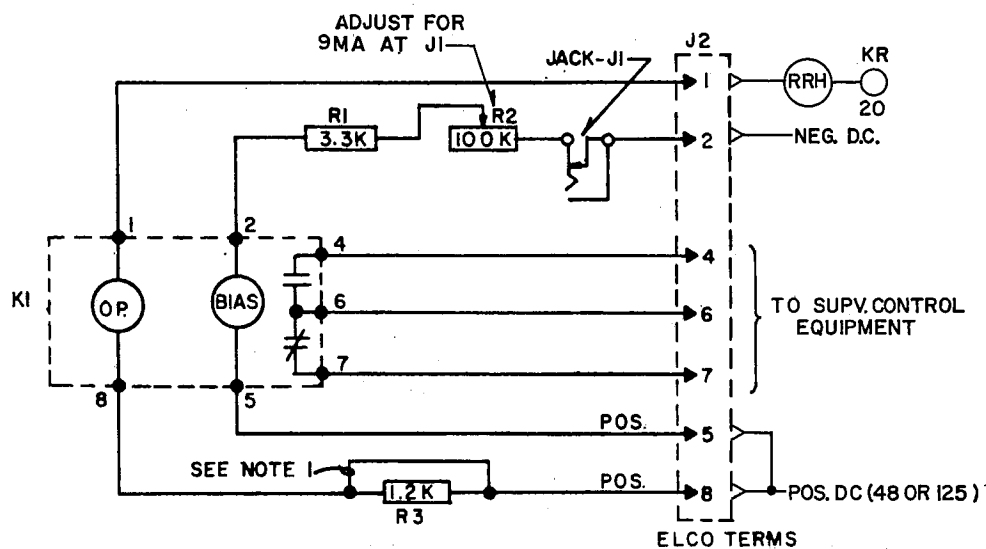 ADJUST FOR
9MA AT J1
J2
JACK-J1
KR
1
RRH
20
R1
3.3K
R2
100K
2
NEG. D.C.
1
2
4
4
K1
OP.
BIAS
6
6
TO SUPV. CONTROL
EQUIPMENT
7
7
8
5
POS.
5
SEE NOTE 1
1.2K
R3
POS.
8
POS. DC (48 OR 125)
ELCO TERMS